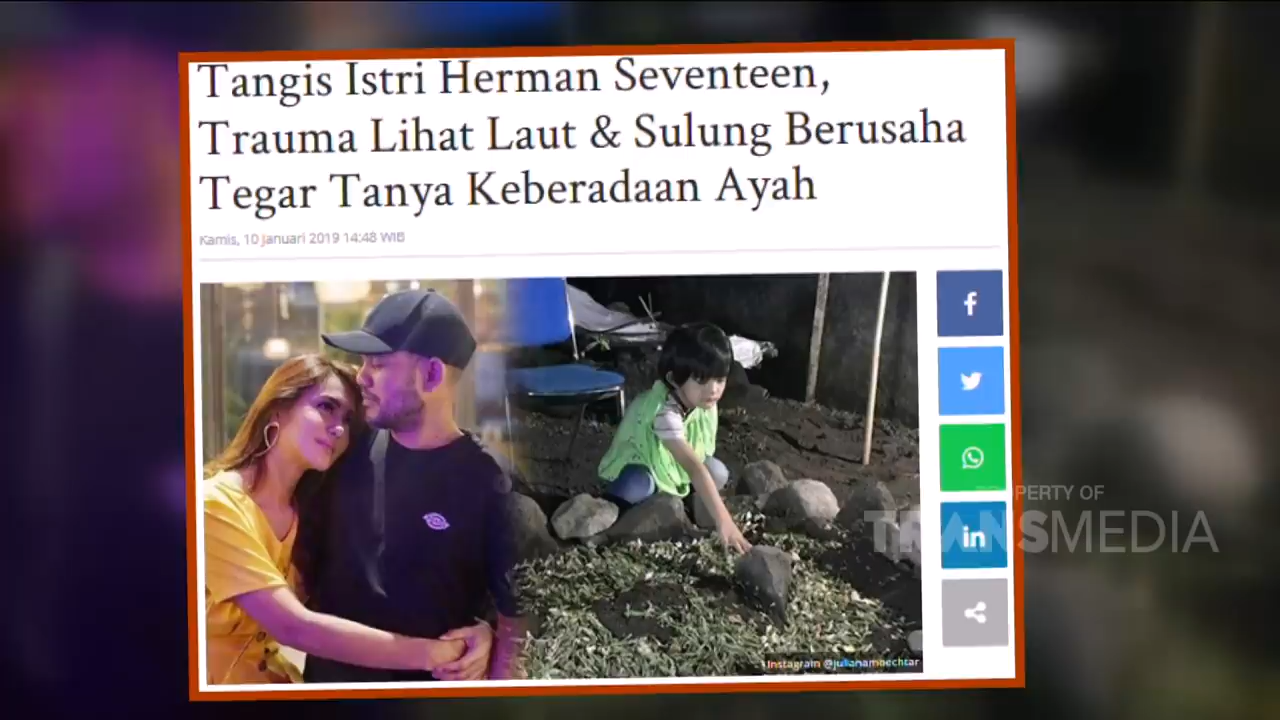 Tangis Istri Herman Seventeen,
Trauma Lihat Laut & Sulung Berusaha
Tegar Tanya Keberadaan Ayah
Kamis, 10 Januari 2019 14:48 WIB
f
in
PROPERTY OF
TRANSMEDIA
Instagram @julianamoechtar